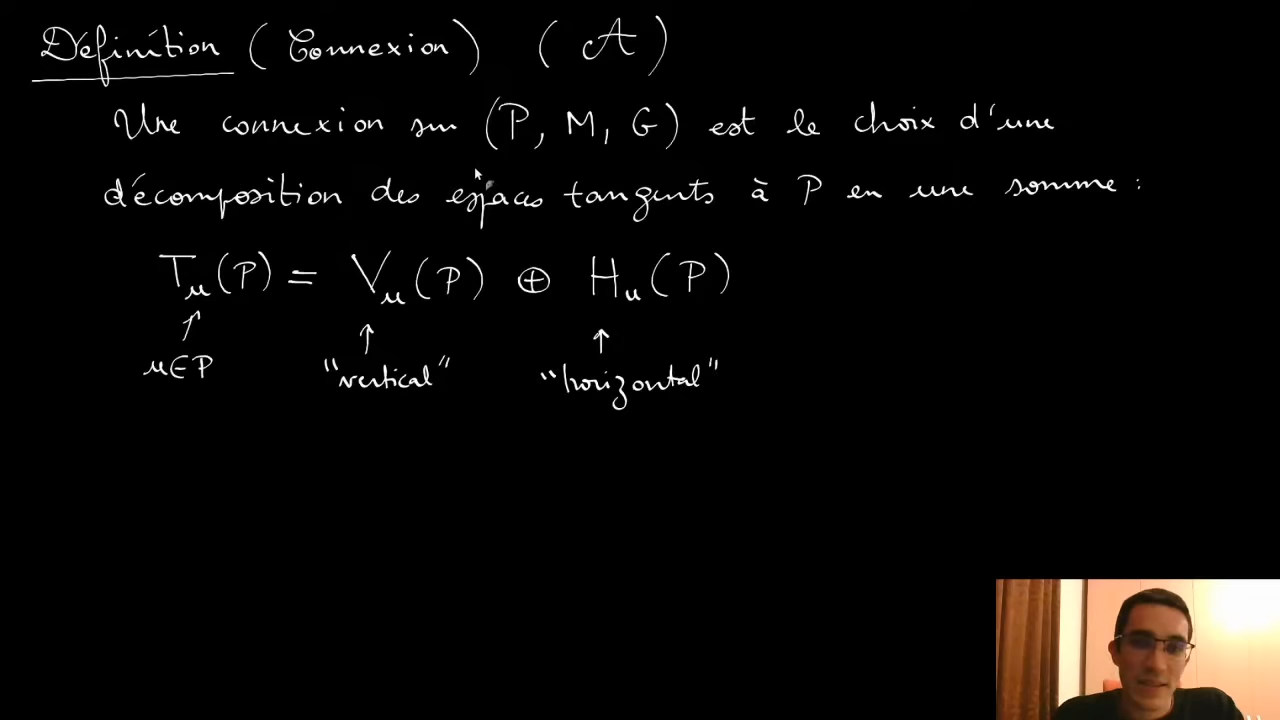 Définition (Connexion) (A)
Une connexion sur (P, M, G) est le choix d'une
décomposition des espaces tangents à P en une somme :
Tu(P) = Vu(P) ⊕ Hu(P)
↑ ↑ ↑
u∈P "vertical" "horizontal"